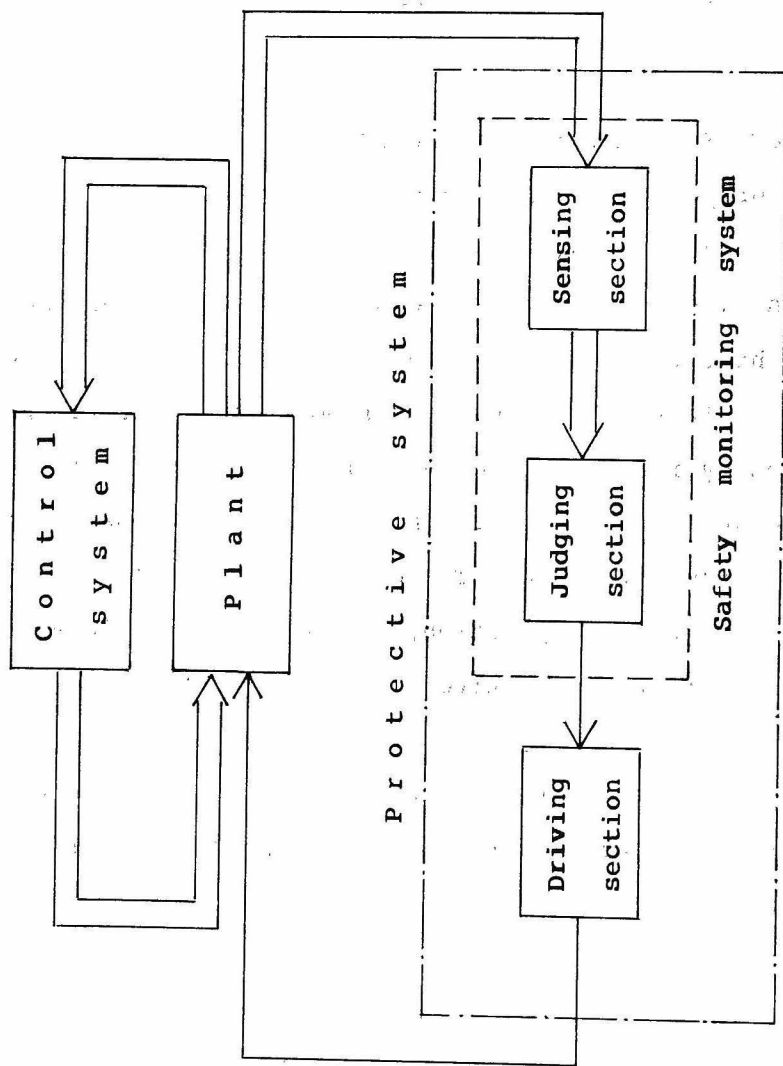 Control
system
Plant
Protective system
Driving
section
Judging
section
Sensing
section
Safety monitoring system